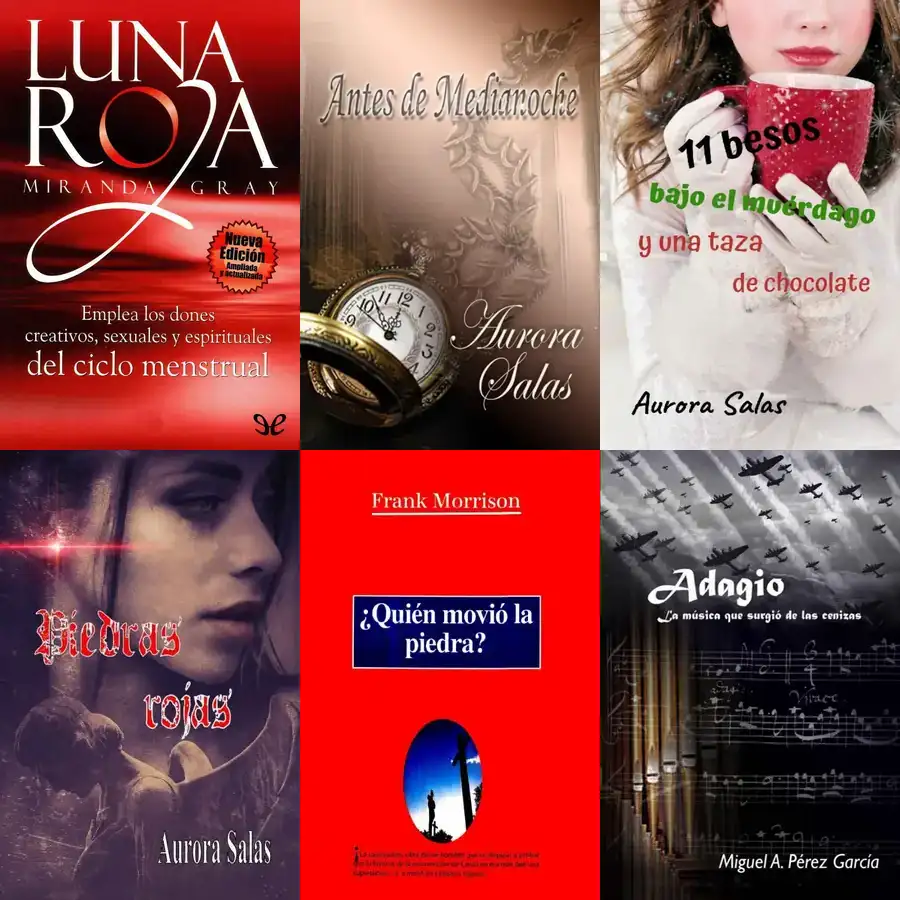 LUNA
ROJA
MIRANDA GRAY
Nueva
Edición
Ampliada
y actualizada
Emplea los dones
creativos, sexuales y espirituales
del ciclo menstrual
Antes de Medianoche
Aurora
Salas
11 besos
bajo el muérdago
y una taza
de chocolate
Aurora Salas
Piedras
rojas
Aurora Salas
Frank Morrison
¿Quién movió la
piedra?
Adagio
La música que surgió de las cenizas
Miguel A. Pérez García